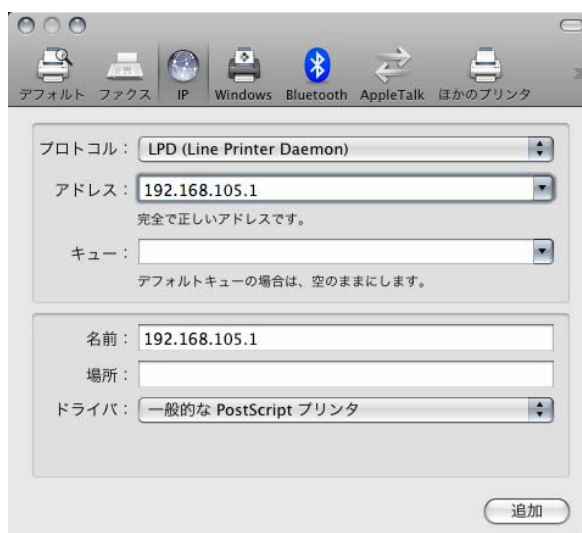 デフォルト ファクス IP Windows Bluetooth AppleTalk ほかのプリンタ
プロトコル： LPD (Line Printer Daemon)
アドレス： 192.168.105.1
完全で正しいアドレスです。
キュー：
デフォルトキューの場合は、空のままにします。
名前： 192.168.105.1
場所：
ドライバ： 一般的な PostScript プリンタ
追加